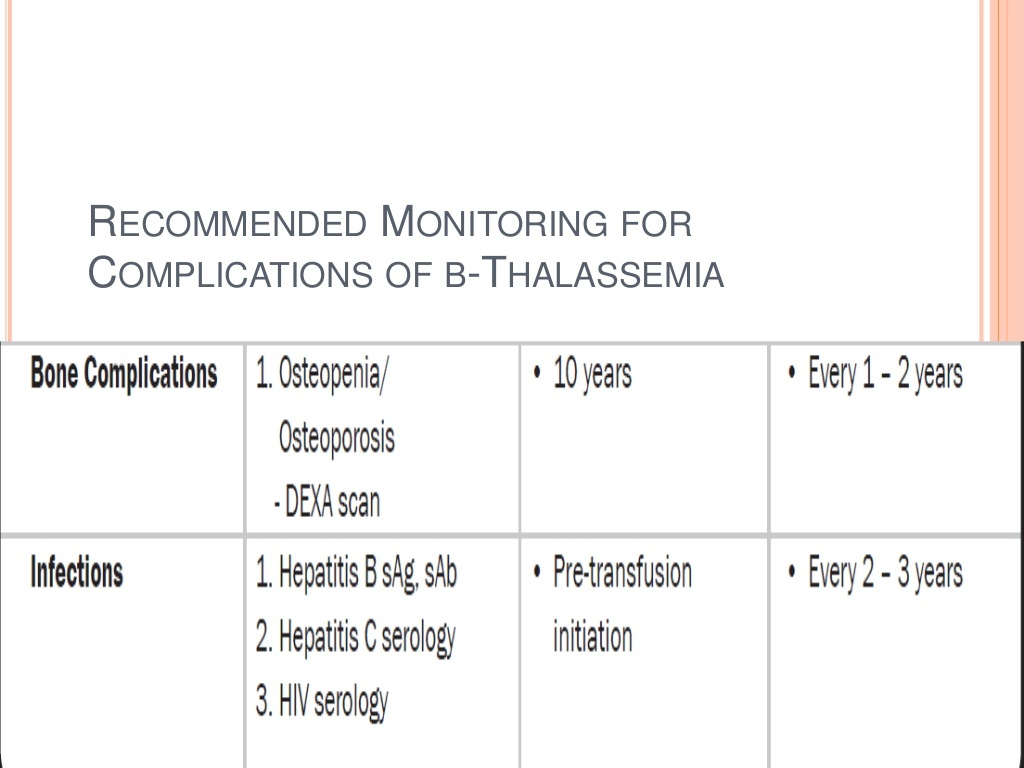 RECOMMENDED MONITORING FOR
COMPLICATIONS OF B-THALASSEMIA
Bone Complications
1. Osteopenia/
Osteoporosis
- DEXA scan
• 10 years
• Every 1 – 2 years
Infections
1. Hepatitis B sAg, sAb
2. Hepatitis C serology
3. HIV serology
• Pre-transfusion
initiation
• Every 2 – 3 years